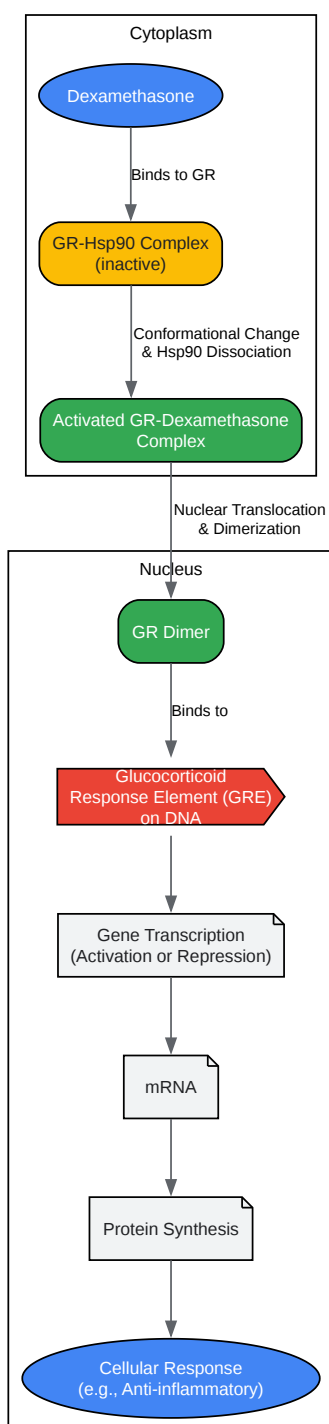 Cytoplasm
Dexamethasone
Binds to GR
GR-Hsp90 Complex
(inactive)
Conformational Change
& Hsp90 Dissociation
Activated GR-Dexamethasone
Complex
Nuclear Translocation
& Dimerization
Nucleus
GR Dimer
Binds to
Glucocorticoid
Response Element (GRE)
on DNA
Gene Transcription
(Activation or Repression)
mRNA
Protein Synthesis
Cellular Response
(e.g., Anti-inflammatory)